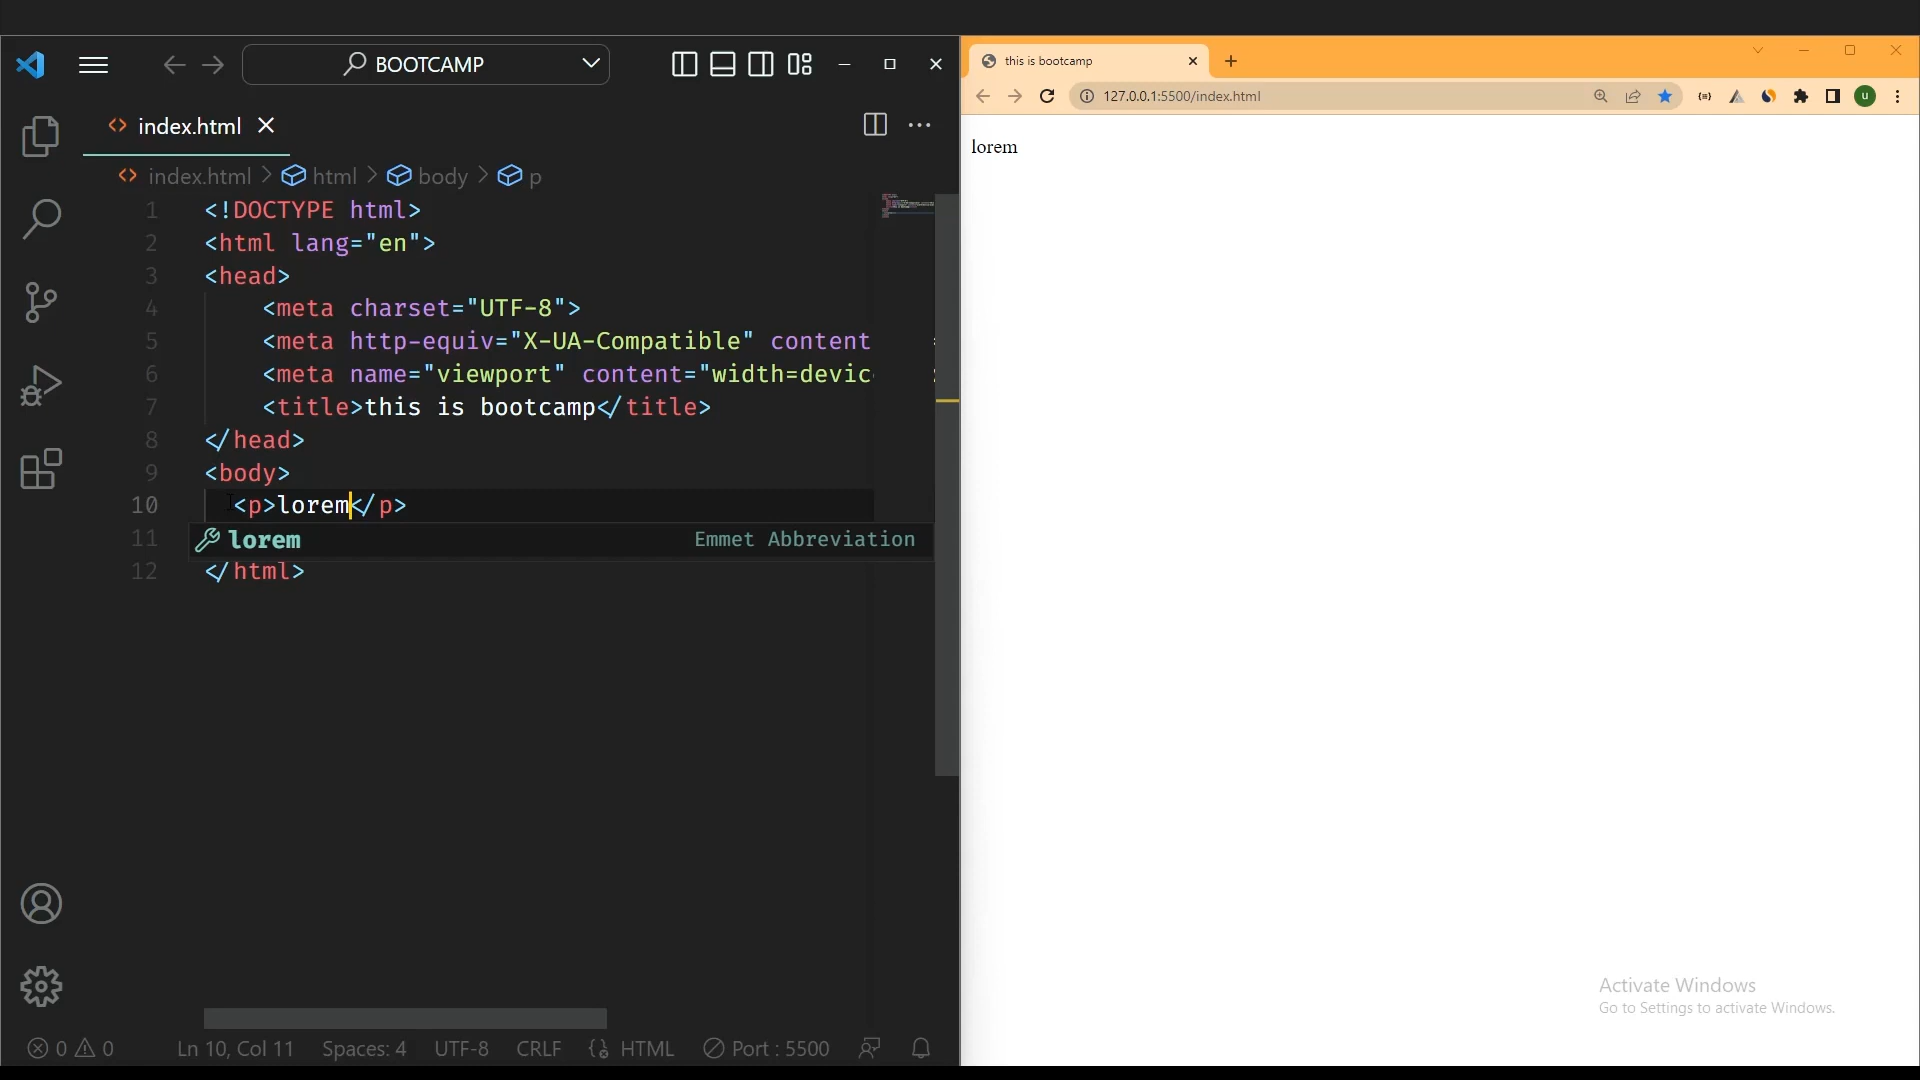 BOOTCAMP
index.html
index.html > html > body > p
1 <!DOCTYPE html>
2 <html lang="en">
3 <head>
4 <meta charset="UTF-8">
5 <meta http-equiv="X-UA-Compatible" content
6 <meta name="viewport" content="width=devic
7 <title>this is bootcamp</title>
8 </head>
9 <body>
10 <p>lorem</p>
11 lorem Emmet Abbreviation
12 </html>
0 0 Ln 10, Col 11 Spaces: 4 UTF-8 CRLF HTML Port : 5500
this is bootcamp
127.0.0.1:5500/index.html
u
lorem
Activate Windows
Go to Settings to activate Windows.